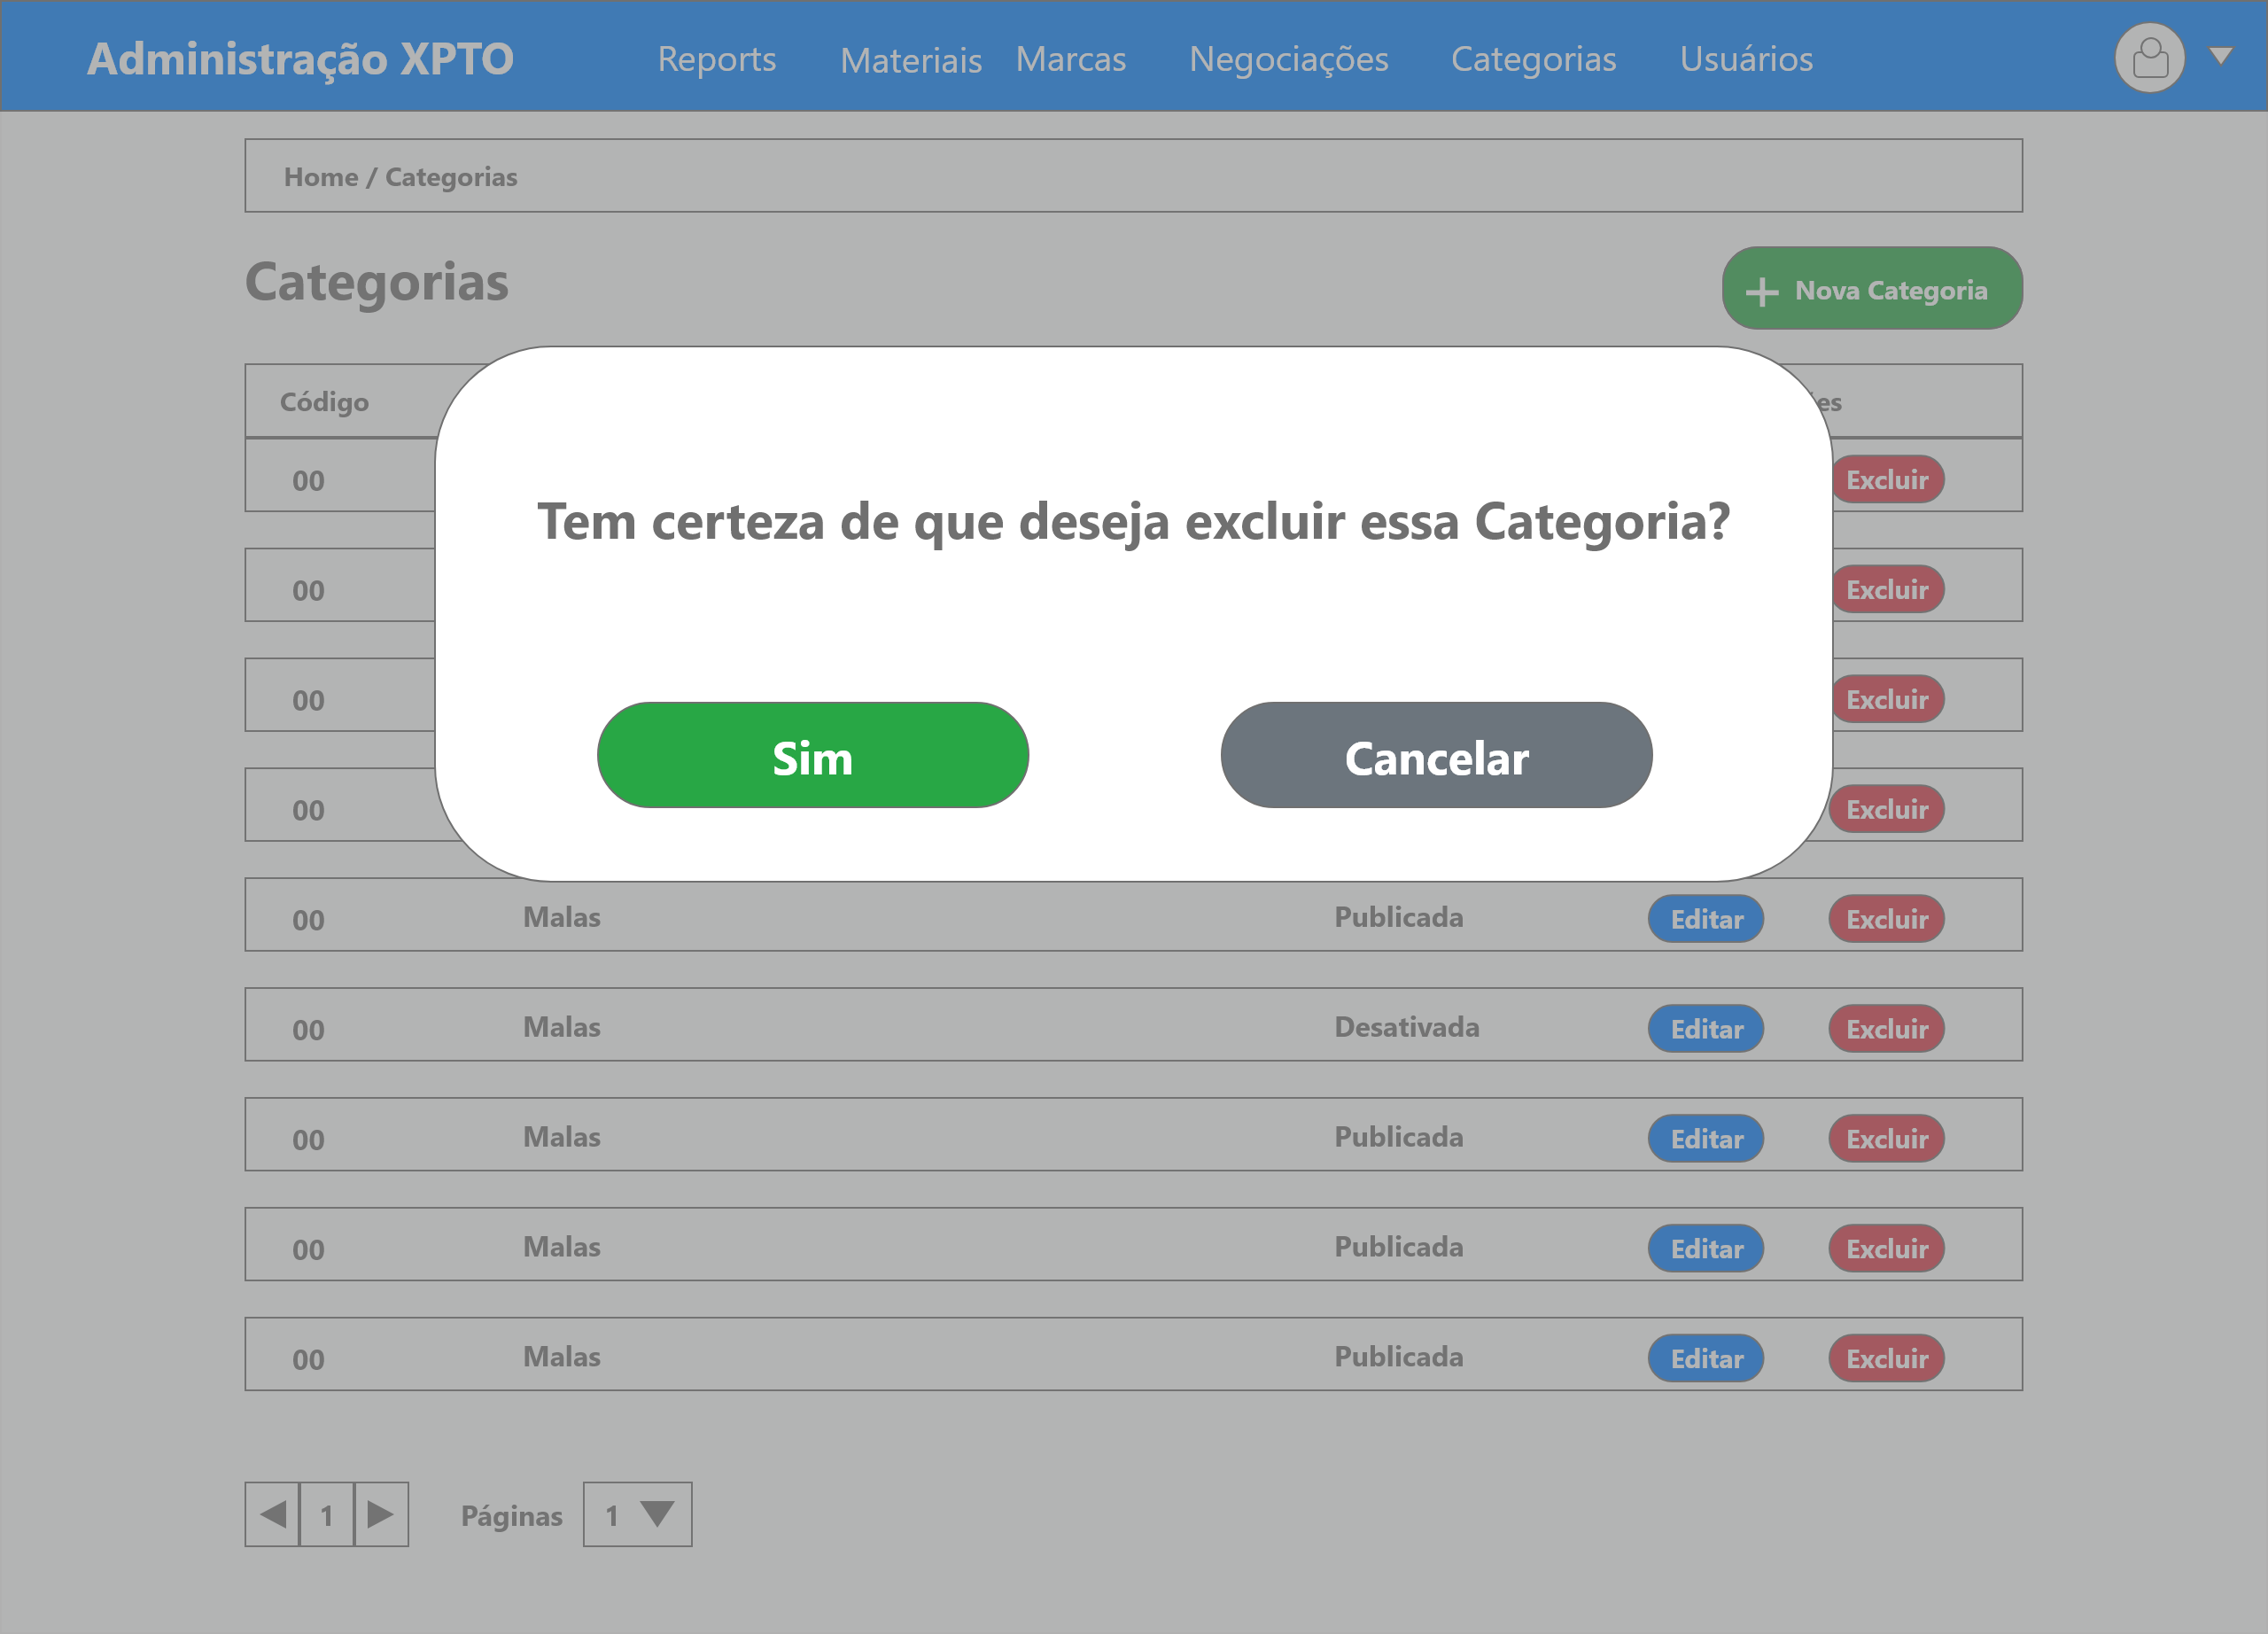 Administração XPTO Reports Materiais Marcas Negociações Categorias Usuários
Home / Categorias
Categorias
+ Nova Categoria
Código
00 Excluir
Tem certeza de que deseja excluir essa Categoria?
00 Excluir
00 Excluir
Sim Cancelar
00 Excluir
00 Malas Publicada Editar Excluir
00 Malas Desativada Editar Excluir
00 Malas Publicada Editar Excluir
00 Malas Publicada Editar Excluir
00 Malas Publicada Editar Excluir
1 Páginas 1